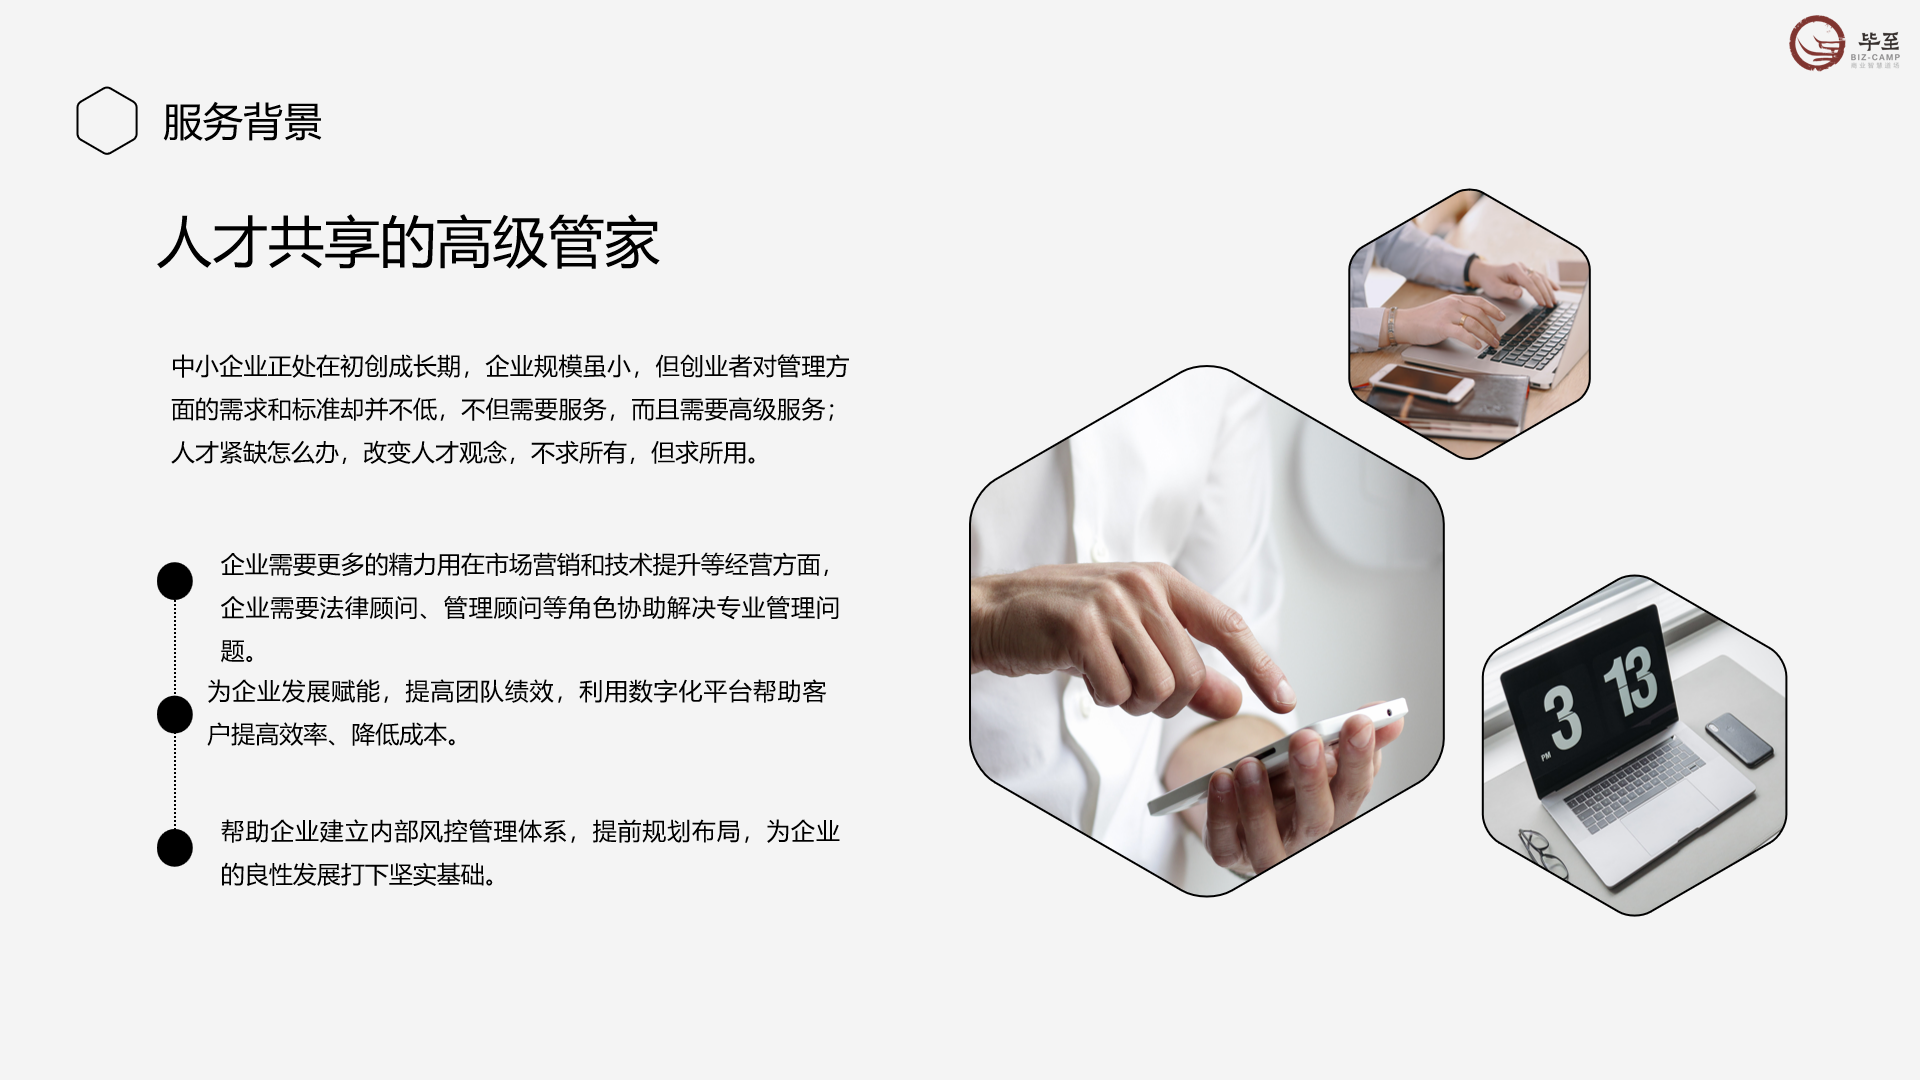 毕至
BIZ-CAMP
商业智慧道场
服务背景
人才共享的高级管家
中小企业正处在初创成长期，企业规模虽小，但创业者对管理方
面的需求和标准却并不低，不但需要服务，而且需要高级服务；
人才紧缺怎么办，改变人才观念，不求所有，但求所用。
企业需要更多的精力用在市场营销和技术提升等经营方面，
企业需要法律顾问、管理顾问等角色协助解决专业管理问
题。
为企业发展赋能，提高团队绩效，利用数字化平台帮助客
户提高效率、降低成本。
帮助企业建立内部风控管理体系，提前规划布局，为企业
的良性发展打下坚实基础。
3 13
PM